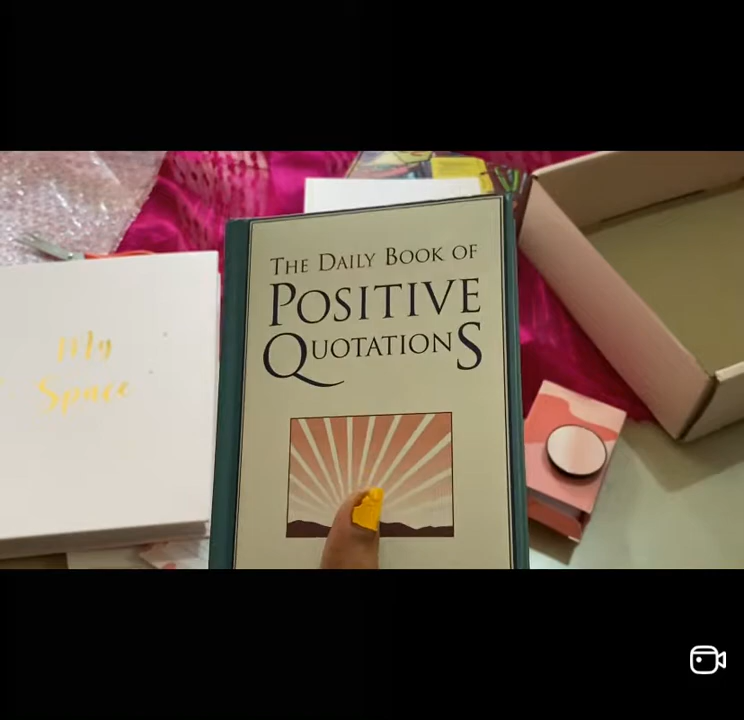 THE DAILY BOOK OF
POSITIVE
QUOTATIONS
My
Space